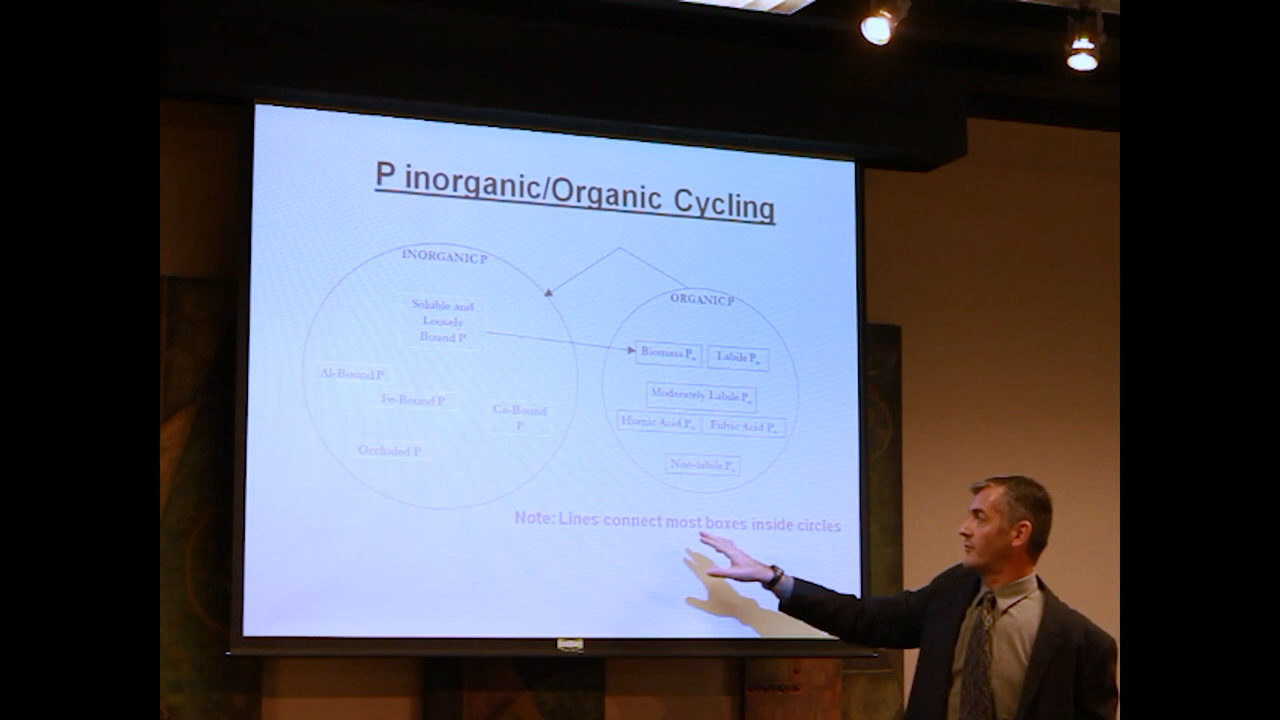 P inorganic/Organic Cycling
INORGANIC P
ORGANIC P
Soluble and
Loosely
Bound P
Biomass Pₒ
Labile Pₒ
Al-Bound P
Fe-Bound P
Ca-Bound
P
Moderately Labile Pₒ
Humic Acid Pₒ
Fulvic Acid Pₒ
Occluded P
Non-labile Pₒ
Note: Lines connect most boxes inside circles